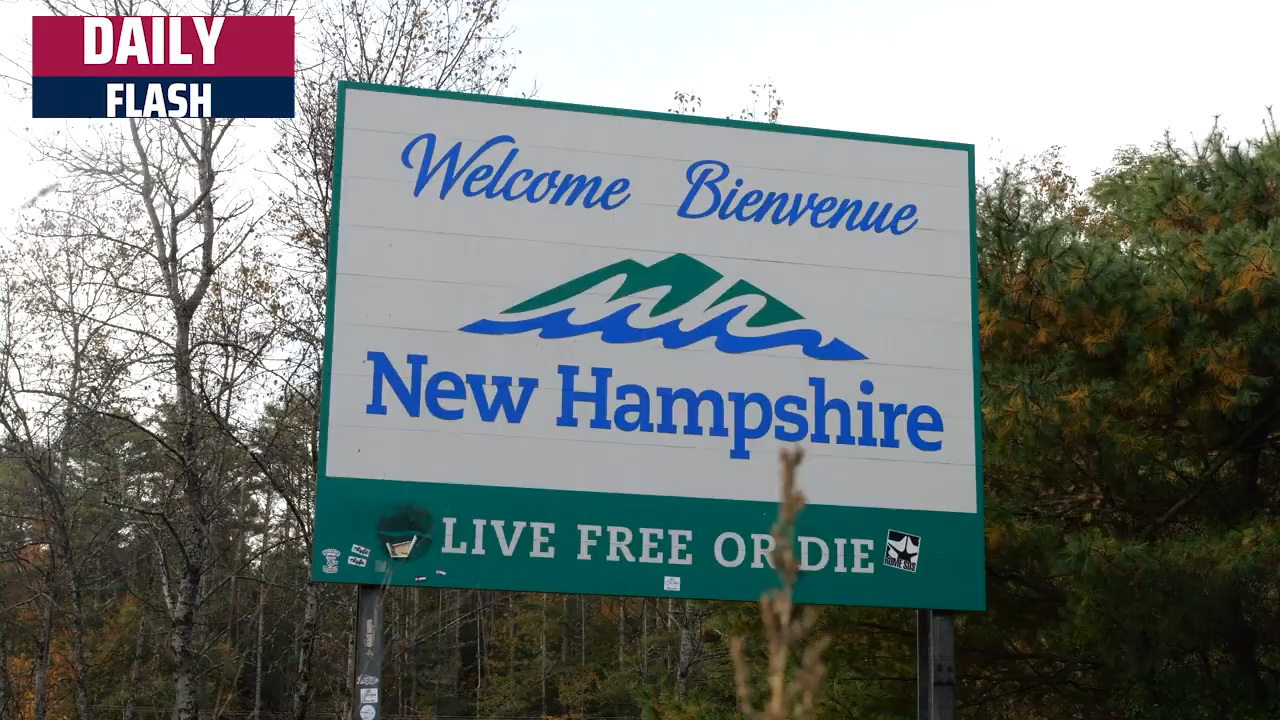 DAILY
FLASH
Welcome Bienvenue
New Hampshire
LIVE FREE OR DIE